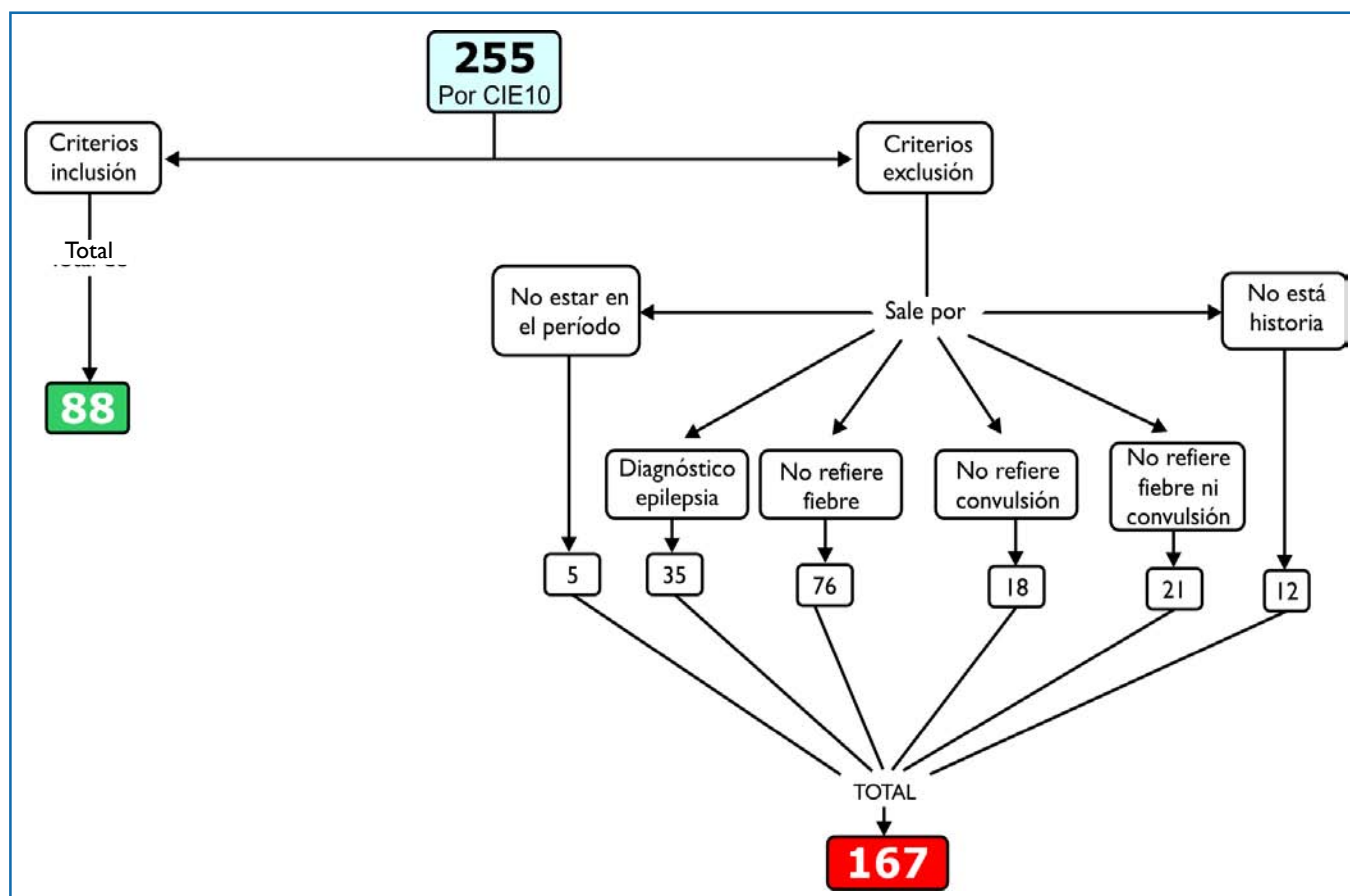 255
Por CIE10
Criterios
inclusión
Criterios
exclusión
Total
88
No estar en
el período
Sale por
No está
historia
Diagnóstico
epilepsia
No refiere
fiebre
No refiere
convulsión
No refiere
fiebre ni
convulsión
5
35
76
18
21
12
TOTAL
167